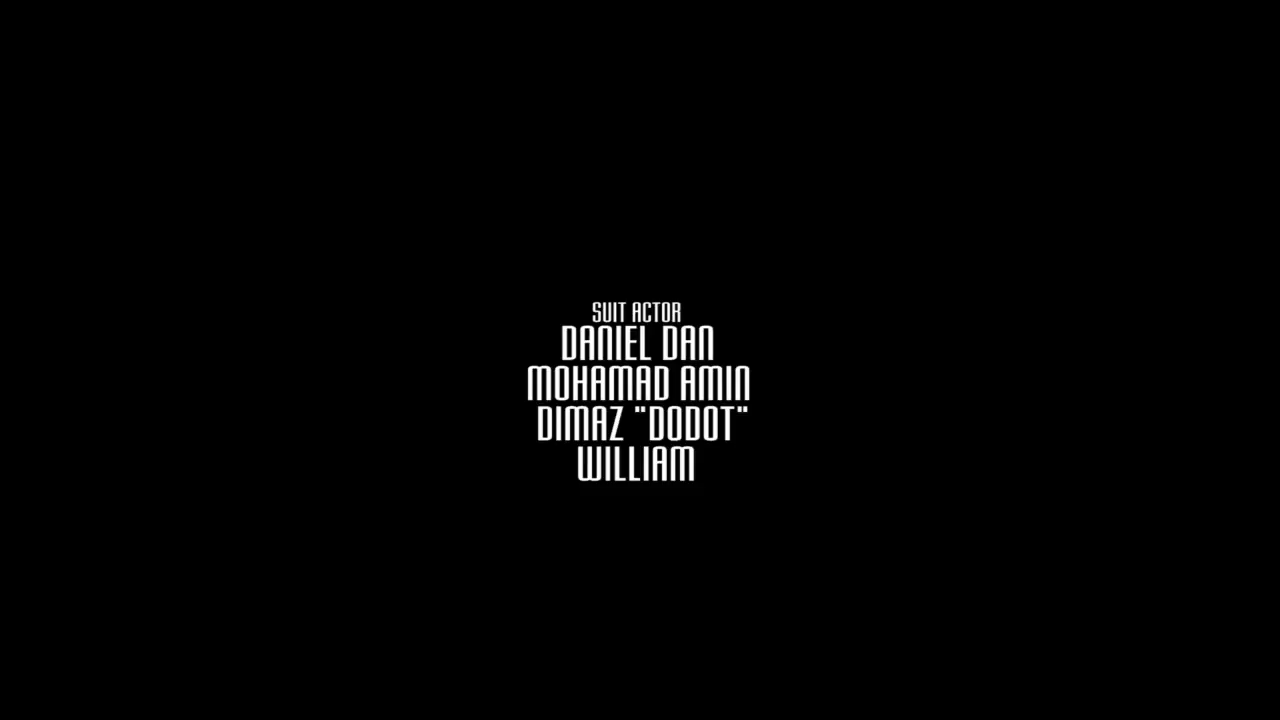 SUIT ACTOR
DANIEL DAN
MOHAMAD AMIN
DIMAZ "DODOT"
WILLIAM